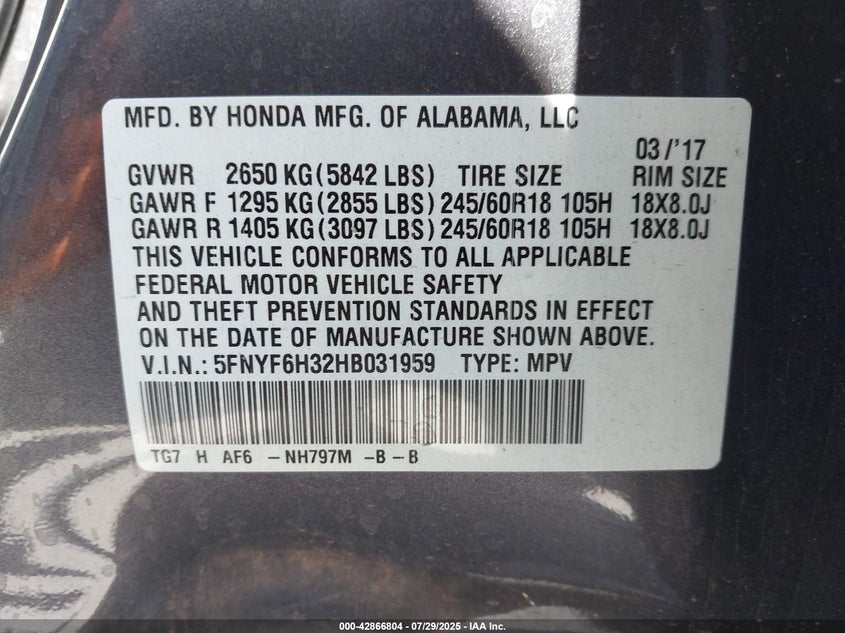 MFD. BY HONDA MFG. OF ALABAMA, LLC
03/'17
GVWR 2650 KG(5842 LBS) TIRE SIZE RIM SIZE
GAWR F 1295 KG(2855 LBS) 245/60R18 105H 18X8.0J
GAWR R 1405 KG(3097 LBS) 245/60R18 105H 18X8.0J
THIS VEHICLE CONFORMS TO ALL APPLICABLE
FEDERAL MOTOR VEHICLE SAFETY
AND THEFT PREVENTION STANDARDS IN EFFECT
ON THE DATE OF MANUFACTURE SHOWN ABOVE.
V.I.N.: 5FNYF6H32HB031959 TYPE: MPV
TG7 H AF6 - NH797M -B - B
000-42866804 / 07/29/2025 - IAA Inc.